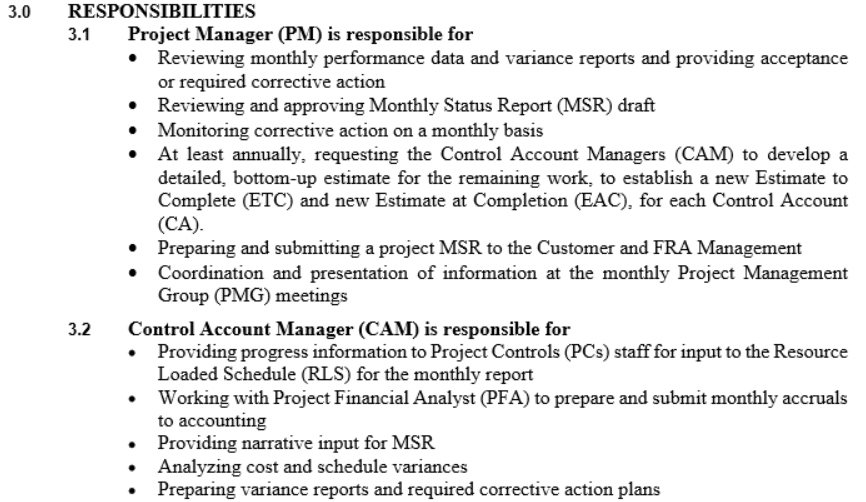 3.0 RESPONSIBILITIES
3.1 Project Manager (PM) is responsible for
• Reviewing monthly performance data and variance reports and providing acceptance
or required corrective action
• Reviewing and approving Monthly Status Report (MSR) draft
• Monitoring corrective action on a monthly basis
• At least annually, requesting the Control Account Managers (CAM) to develop a
detailed, bottom-up estimate for the remaining work, to establish a new Estimate to
Complete (ETC) and new Estimate at Completion (EAC), for each Control Account
(CA).
• Preparing and submitting a project MSR to the Customer and FRA Management
• Coordination and presentation of information at the monthly Project Management
Group (PMG) meetings
3.2 Control Account Manager (CAM) is responsible for
• Providing progress information to Project Controls (PCs) staff for input to the Resource
Loaded Schedule (RLS) for the monthly report
• Working with Project Financial Analyst (PFA) to prepare and submit monthly accruals
to accounting
• Providing narrative input for MSR
• Analyzing cost and schedule variances
• Preparing variance reports and required corrective action plans